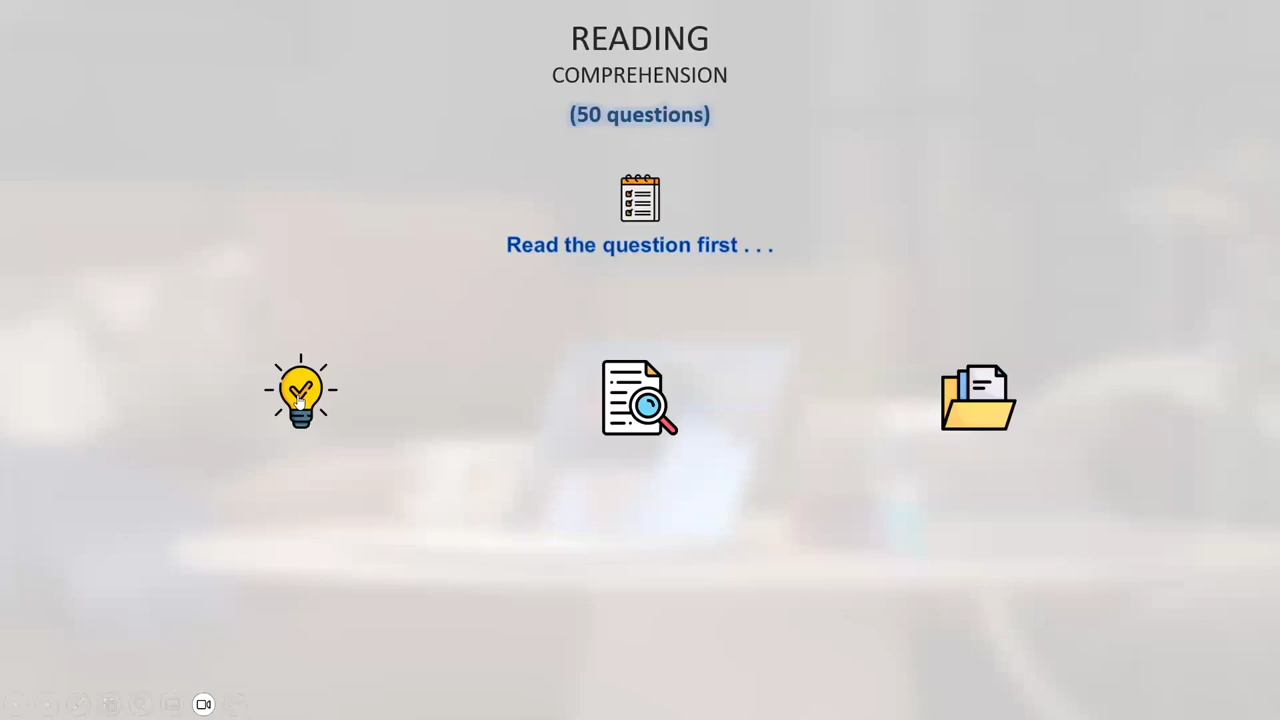 READING
COMPREHENSION
(50 questions)
Read the question first . . .